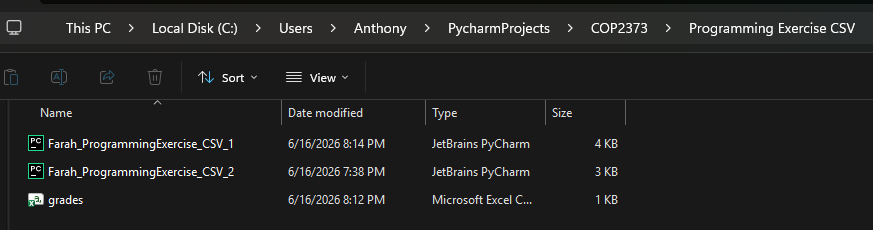 This PC > Local Disk (C:) > Users > Anthony > PycharmProjects > COP2373 > Programming Exercise CSV
Sort View
Name Date modified Type Size
PC Farah_ProgrammingExercise_CSV_1 6/16/2026 8:14 PM JetBrains PyCharm 4 KB
PC Farah_ProgrammingExercise_CSV_2 6/16/2026 7:38 PM JetBrains PyCharm 3 KB
grades 6/16/2026 8:12 PM Microsoft Excel C... 1 KB